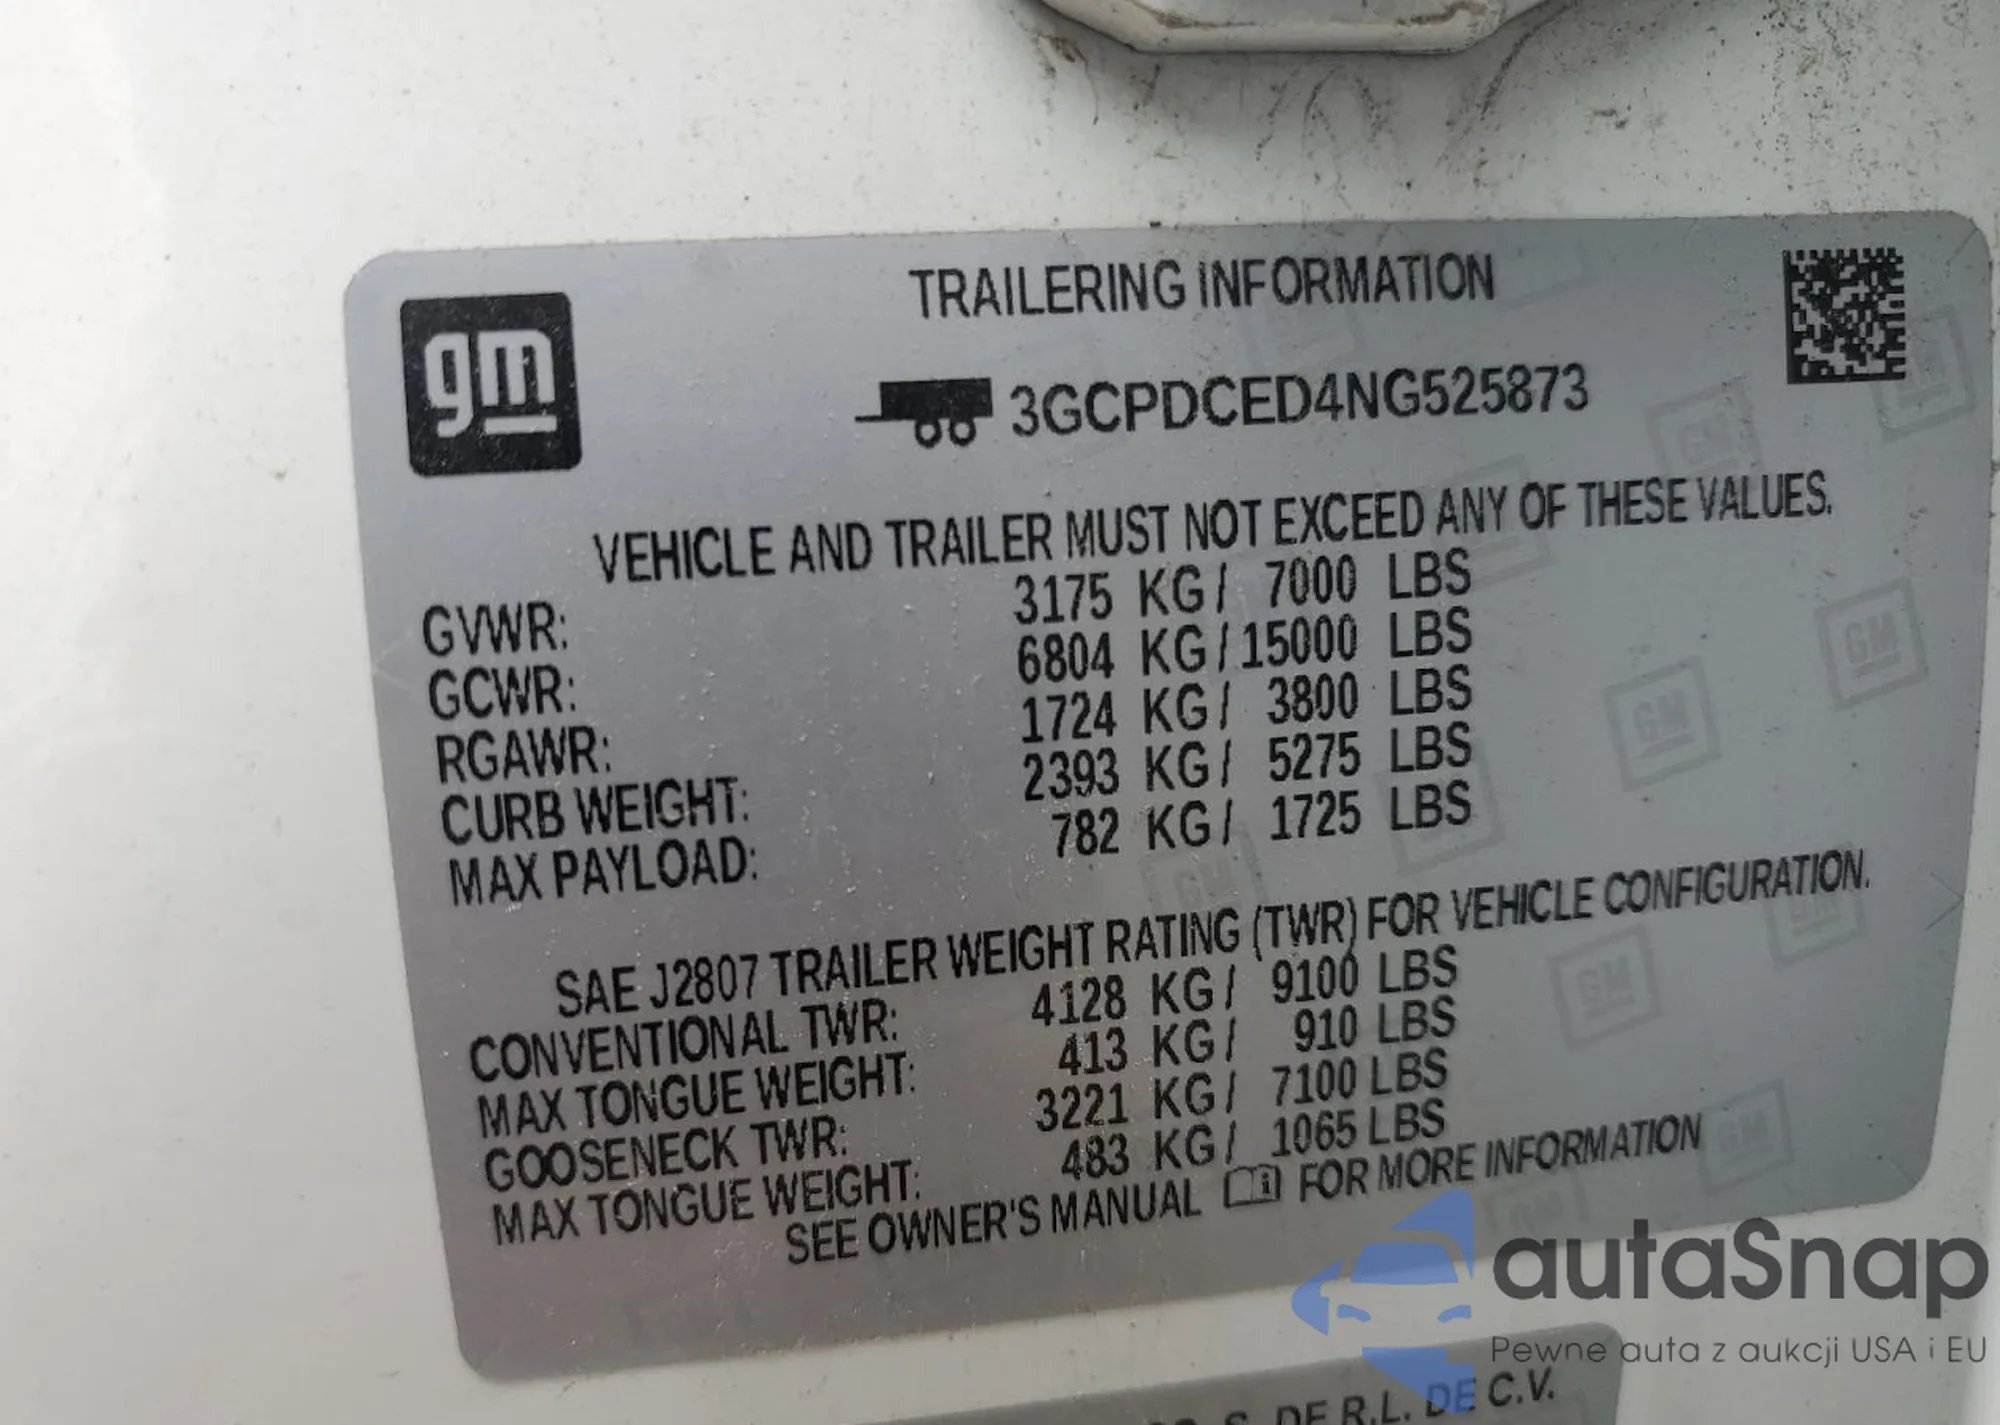 gm
TRAILERING INFORMATION
3GCPDCED4NG525873
VEHICLE AND TRAILER MUST NOT EXCEED ANY OF THESE VALUES.
GVWR: 3175 KG / 7000 LBS
GCWR: 6804 KG / 15000 LBS
RGAWR: 1724 KG / 3800 LBS
CURB WEIGHT: 2393 KG / 5275 LBS
MAX PAYLOAD: 782 KG / 1725 LBS
SAE J2807 TRAILER WEIGHT RATING (TWR) FOR VEHICLE CONFIGURATION.
CONVENTIONAL TWR: 4128 KG / 9100 LBS
MAX TONGUE WEIGHT: 413 KG / 910 LBS
GOOSENECK TWR: 3221 KG / 7100 LBS
MAX TONGUE WEIGHT: 483 KG / 1065 LBS
SEE OWNER'S MANUAL FOR MORE INFORMATION
autaSnap
Pewne auta z aukcji USA i EU
S. DE R.L. DE C.V.